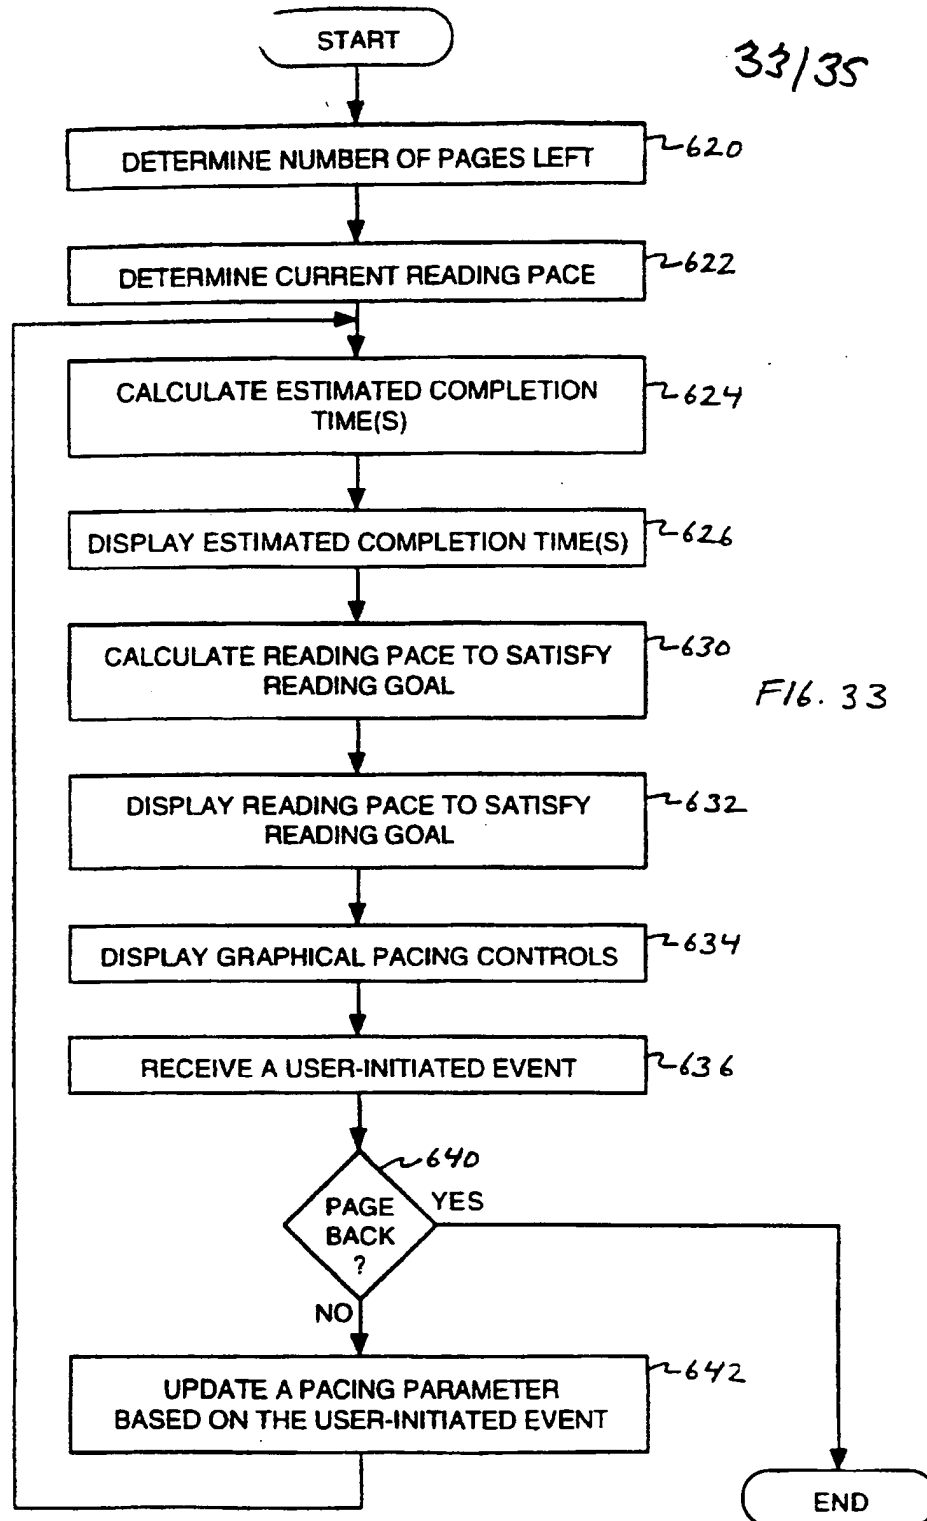 START
33/35
DETERMINE NUMBER OF PAGES LEFT
620
DETERMINE CURRENT READING PACE
622
CALCULATE ESTIMATED COMPLETION
TIME(S)
624
DISPLAY ESTIMATED COMPLETION TIME(S)
626
CALCULATE READING PACE TO SATISFY
READING GOAL
630
FIG. 33
DISPLAY READING PACE TO SATISFY
READING GOAL
632
DISPLAY GRAPHICAL PACING CONTROLS
634
RECEIVE A USER-INITIATED EVENT
636
640
PAGE
BACK
?
YES
NO
UPDATE A PACING PARAMETER
BASED ON THE USER-INITIATED EVENT
642
END